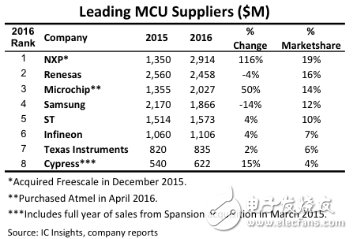 Leading MCU Suppliers ($M)
2016 Rank Company 2015 2016 % Change % Marketshare
1 NXP* 1,350 2,914 116% 19%
2 Renesas 2,560 2,458 -4% 16%
3 Microchip** 1,355 2,027 50% 14%
4 Samsung 2,170 1,866 -14% 12%
5 ST 1,514 1,573 4% 10%
6 Infineon 1,060 1,106 4% 7%
7 Texas Instruments 820 835 2% 6%
8 Cypress*** 540 622 15% 4%
*Acquired Freescale in December 2015.
**Purchased Atmel in April 2016.
***Includes full year of sales from Spansion in March 2015.
Source: IC Insights, company reports